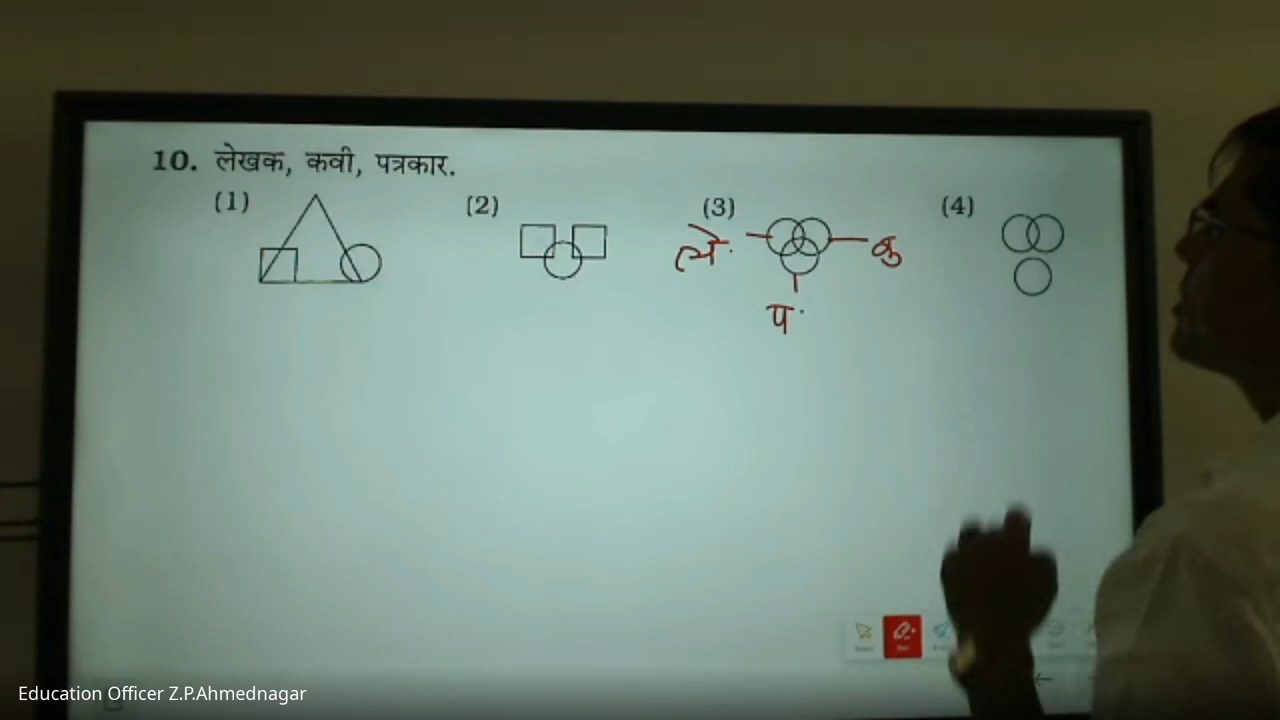 10. लेखक, कवी, पत्रकार.
(1) (2) (3) (4)
ले. क
प.
Education Officer Z.P.Ahmednagar